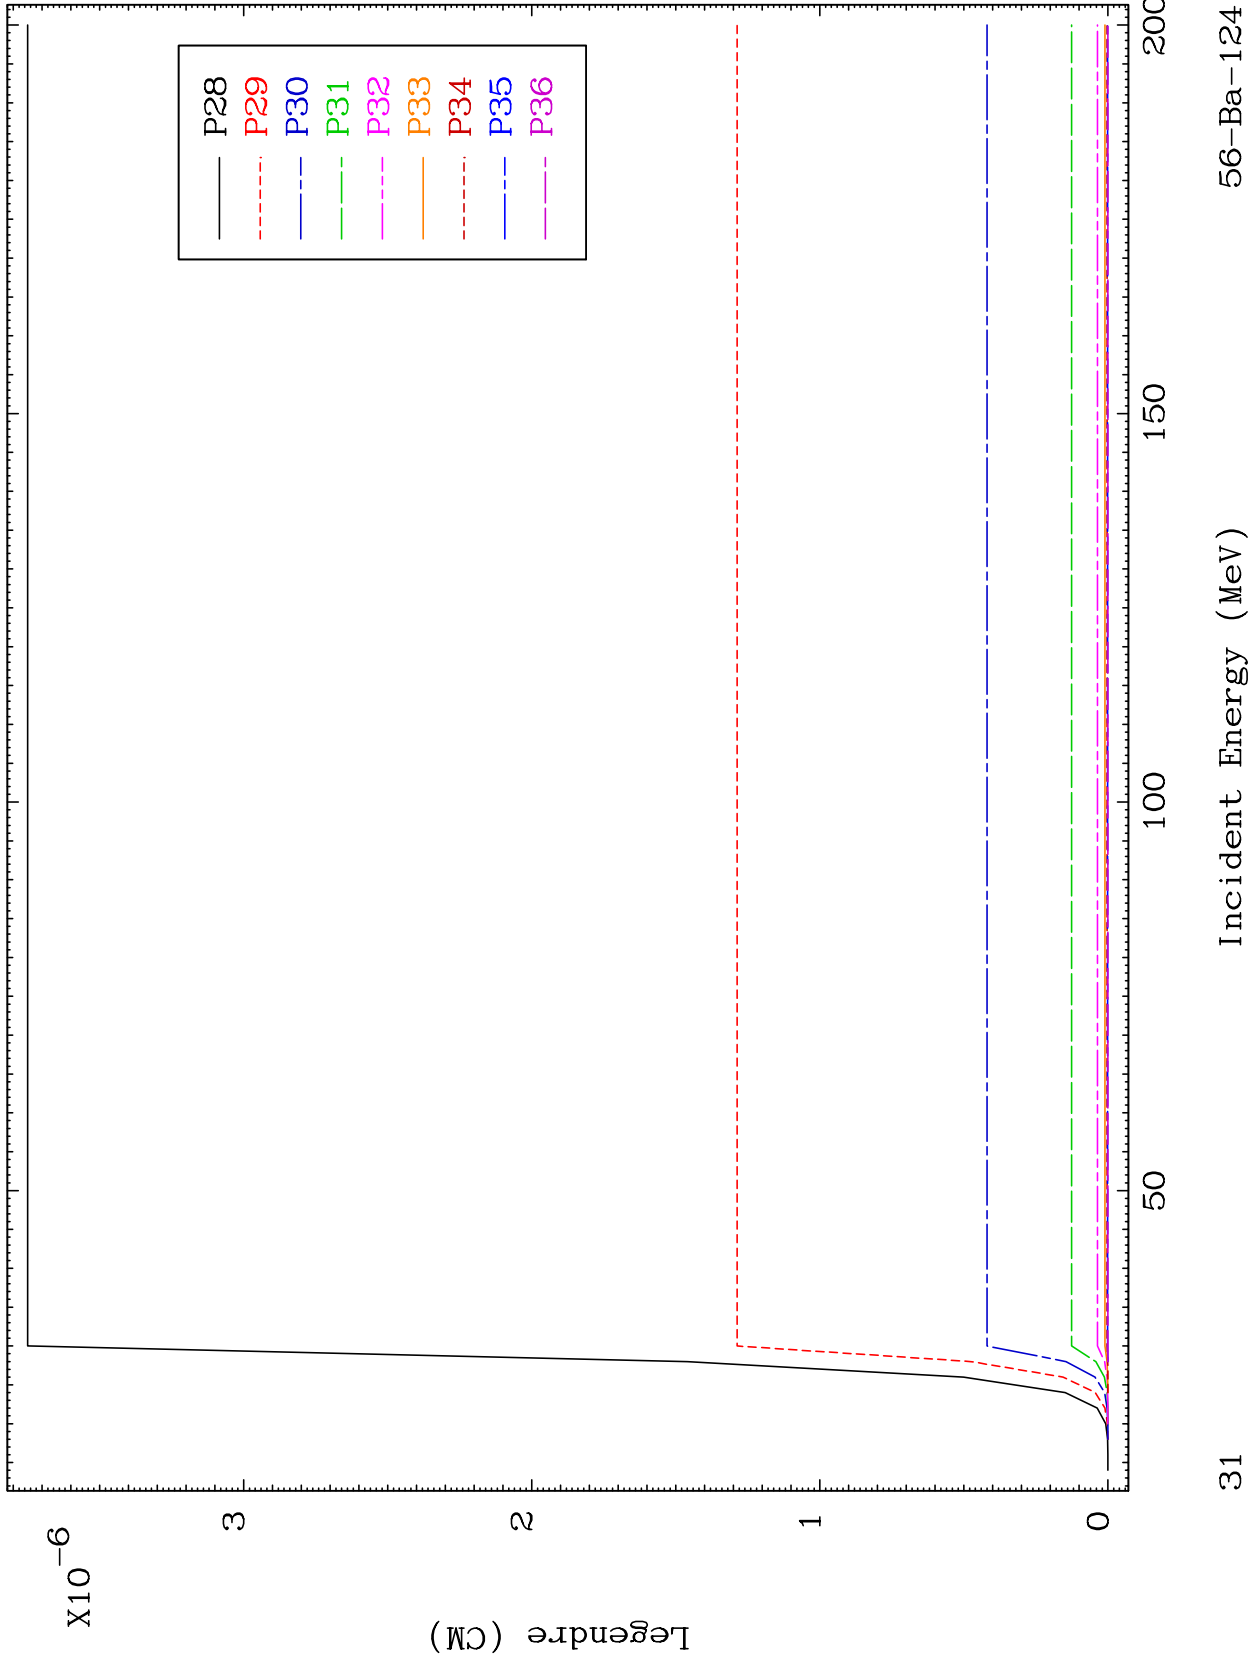 X10
-6
3
2
1
0
Legendre (CM)
P28
P29
P30
P31
P32
P33
P34
P35
P36
50
100
150
200
Incident Energy (MeV)
31
56-Ba-124